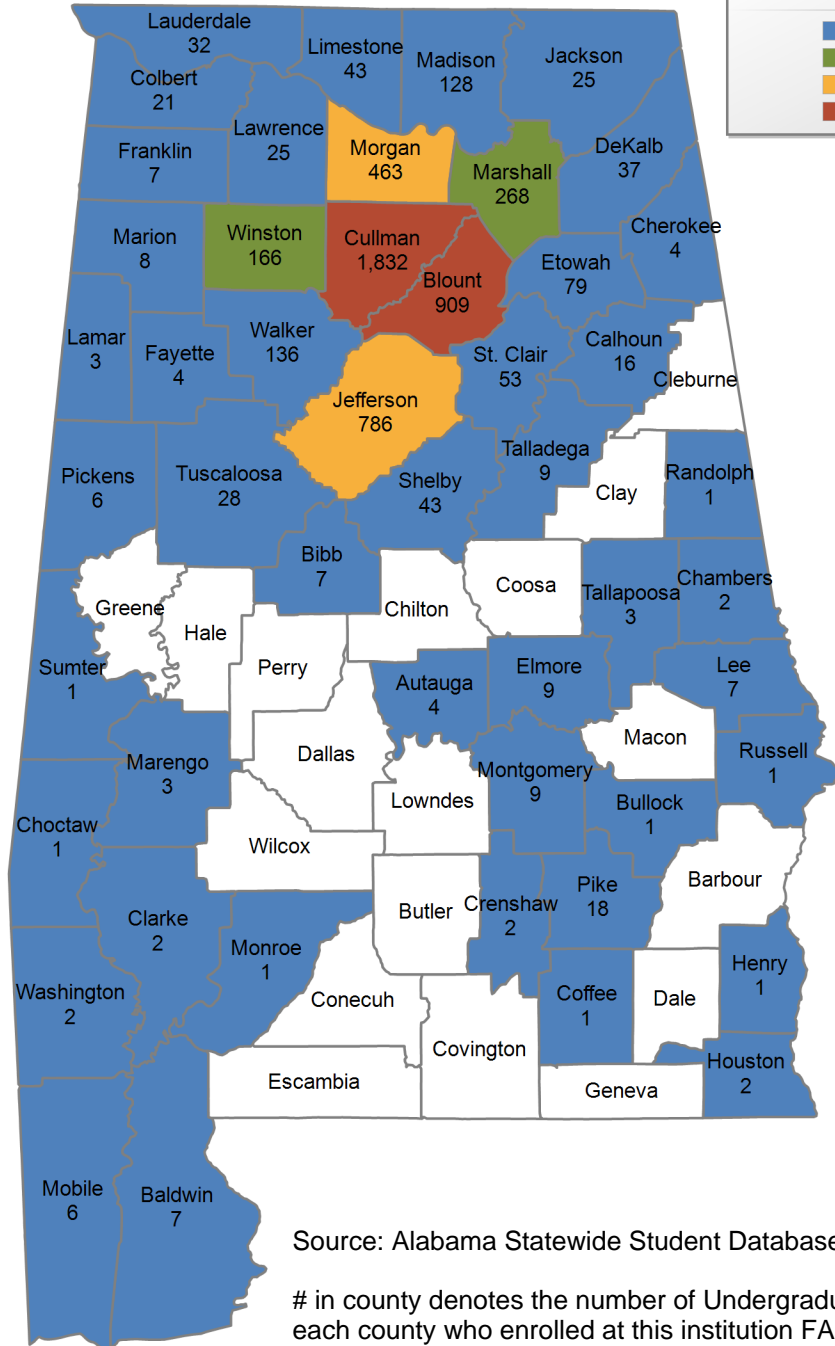 Lauderdale
32
Limestone
43
Madison
128
Jackson
25
Colbert
21
Lawrence
25
Franklin
7
Morgan
463
Marshall
268
DeKalb
37
Cherokee
4
Marion
8
Winston
166
Cullman
1,832
Blount
909
Etowah
79
Lamar
3
Fayette
4
Walker
136
St. Clair
53
Calhoun
16
Cleburne
Jefferson
786
Pickens
6
Tuscaloosa
28
Shelby
43
Talladega
9
Clay
Randolph
1
Bibb
7
Greene
Hale
Chilton
Coosa
Tallapoosa
3
Chambers
2
Sumter
1
Perry
Autauga
4
Elmore
9
Lee
7
Marengo
3
Dallas
Lowndes
Montgomery
9
Macon
Russell
1
Bullock
1
Choctaw
1
Wilcox
Clarke
2
Butler
Crenshaw
2
Pike
18
Barbour
Monroe
1
Washington
2
Conecuh
Covington
Coffee
1
Dale
Henry
1
Escambia
Geneva
Houston
2
Mobile
6
Baldwin
7
Source: Alabama Statewide Student Database
# in county denotes the number of Undergradu
each county who enrolled at this institution FA